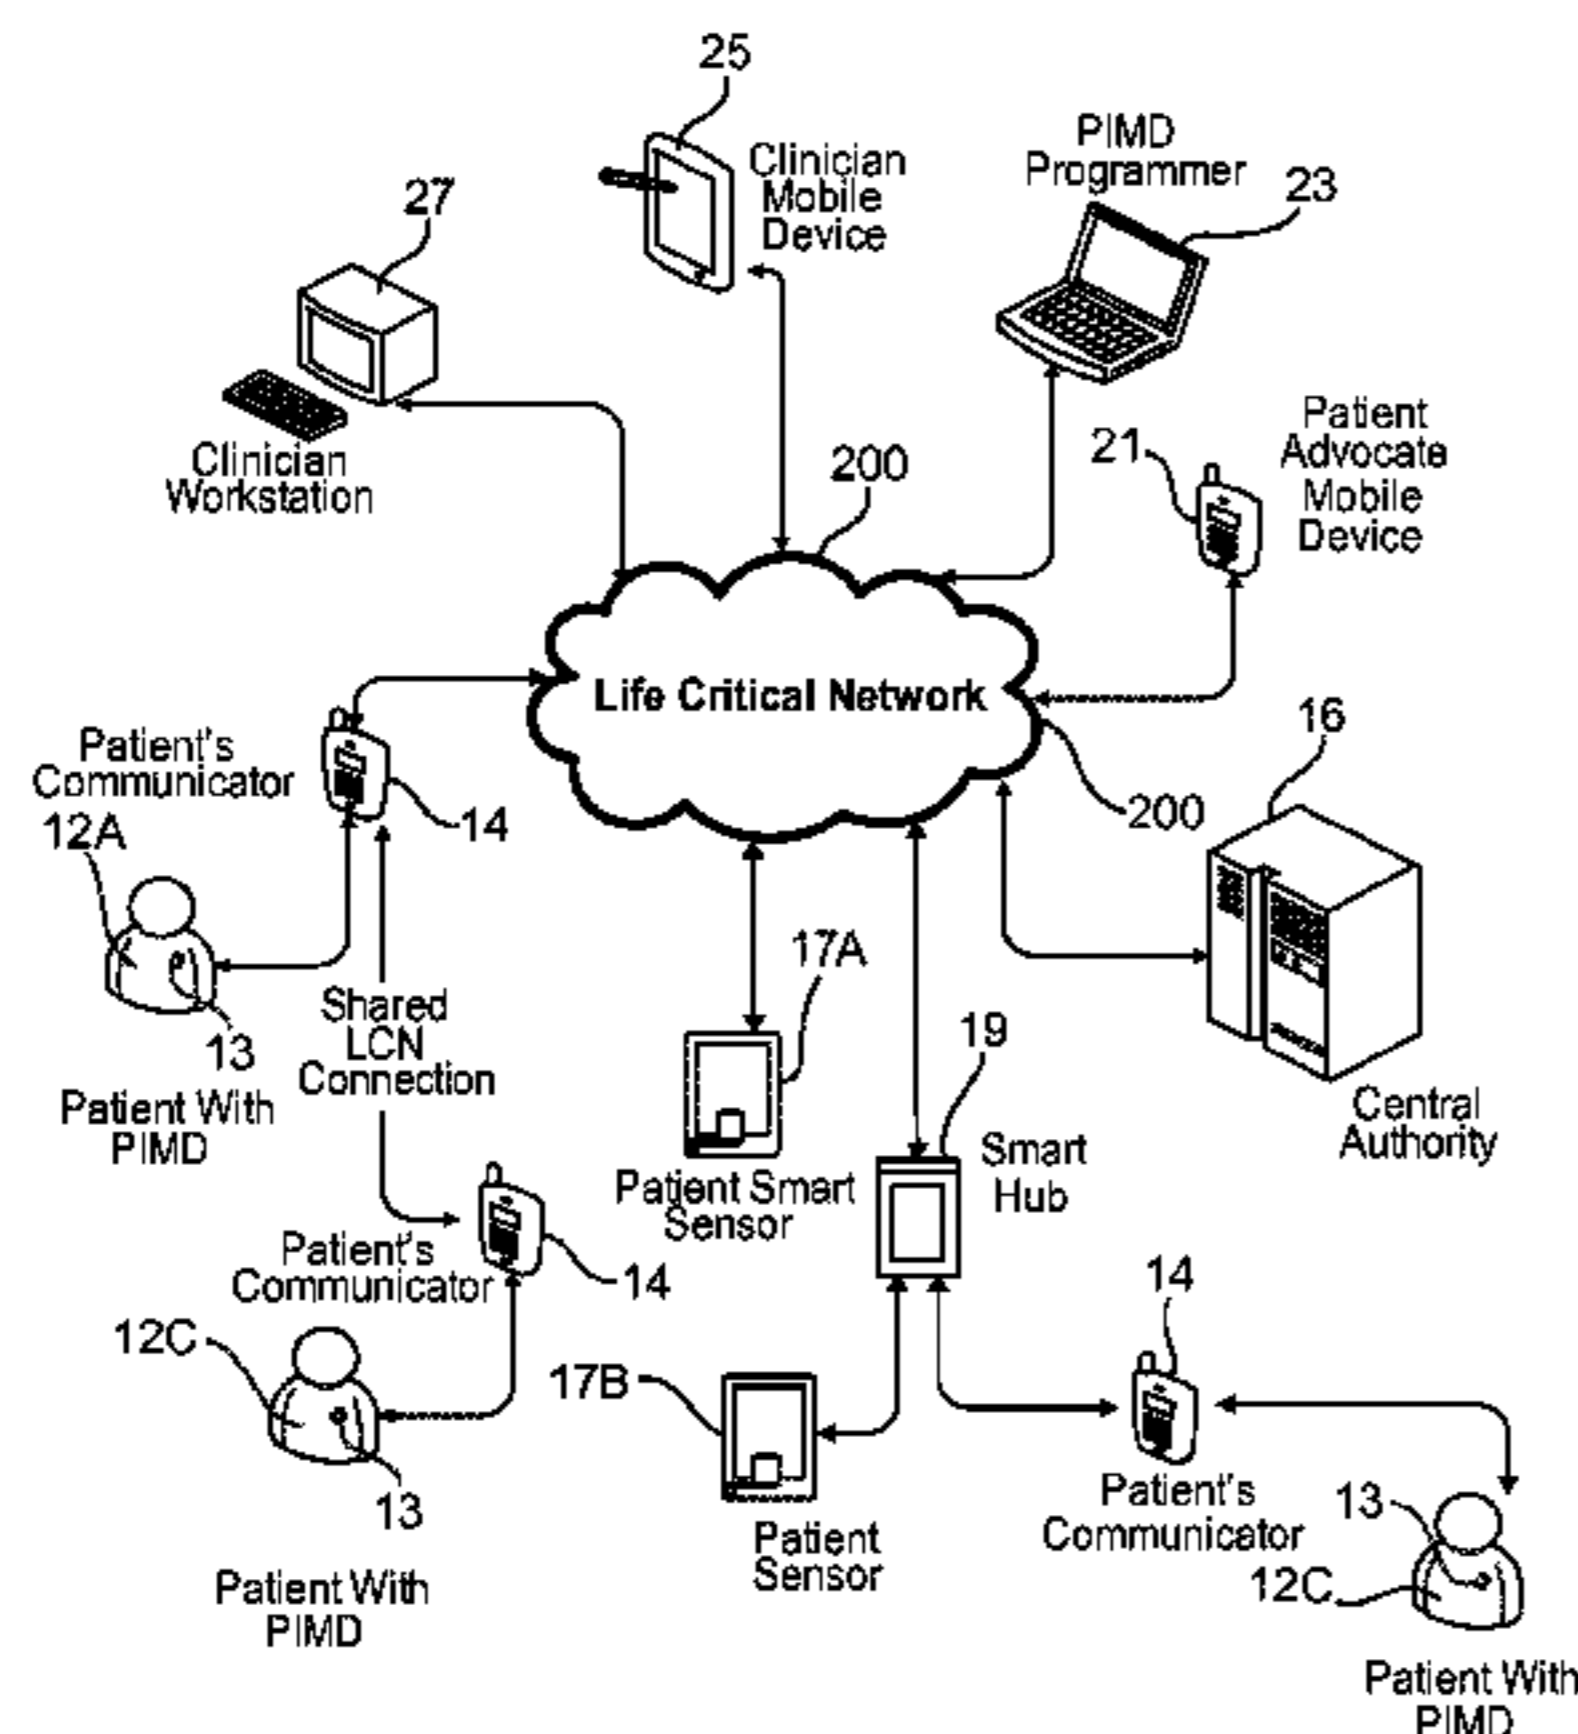 25
Clinician
Mobile
Device
PIMD
Programmer
23
27
Clinician
Workstation
200
21
Patient
Advocate
Mobile
Device
Life Critical Network
200
16
Central
Authority
Patient's
Communicator
14
12A
13
Patient With
PIMD
Shared
LCN
Connection
17A
Patient Smart
Sensor
19
Smart
Hub
Patient's
Communicator
14
12C
13
Patient With
PIMD
17B
Patient
Sensor
14
Patient's
Communicator
13
12C
Patient With
PIMD